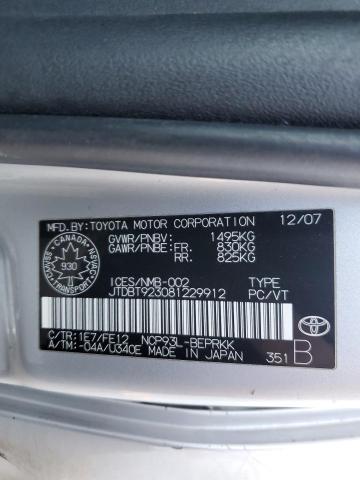 MFD.BY:TOYOTA MOTOR CORPORATION 12/07
GVWR/PNBV: 1495KG
GAWR/PNBE:FR. 830KG
RR. 825KG
CANADA
930
TRANSPORT
ICES/NMB-002 TYPE
JTDBT923081229912 PC/VT
C/TR:1E7/FE12 NCP93L-BEPRKK
A/TM:-04A/U340E MADE IN JAPAN 351 B
TOYOTA